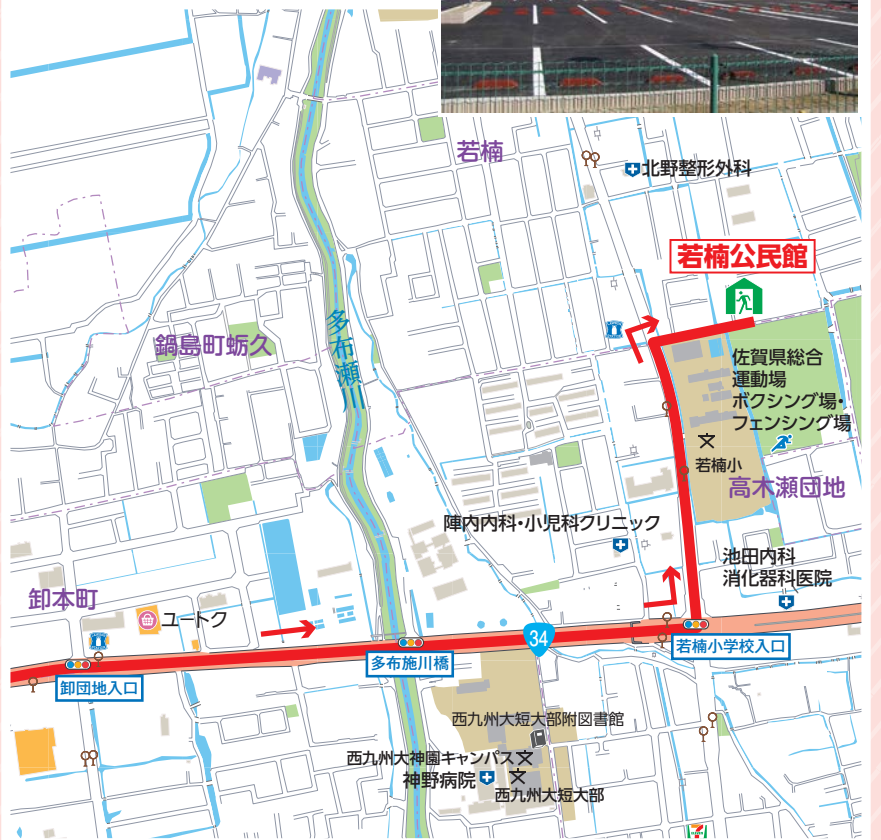 若楠
北野整形外科
若楠公民館
多布瀬川
鍋島町蛎久
佐賀県総合
運動場
ボクシング場・
フェンシング場
若楠小
高木瀬団地
陣内内科・小児科クリニック
池田内科
消化器科医院
卸本町
ユートク
34
若楠小学校入口
多布施川橋
卸団地入口
西九州大短大部附図書館
西九州大神園キャンパス
神野病院
西九州大短大部